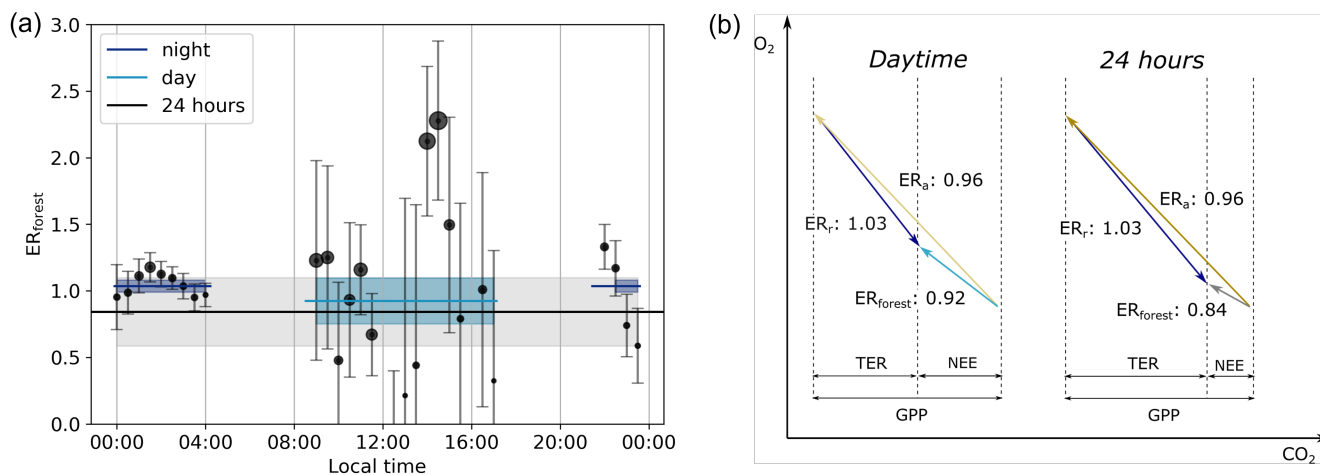 (a)
3.0
2.5
2.0
1.5
1.0
0.5
0.0
ER_forest
night
day
24 hours
00:00 04:00 08:00 12:00 16:00 20:00 00:00
Local time
(b)
O₂
Daytime 24 hours
ERₐ: 0.96
ERᵣ: 1.03
ER_forest: 0.92
TER NEE
GPP
ERₐ: 0.96
ERᵣ: 1.03
ER_forest: 0.84
TER NEE
GPP
CO₂